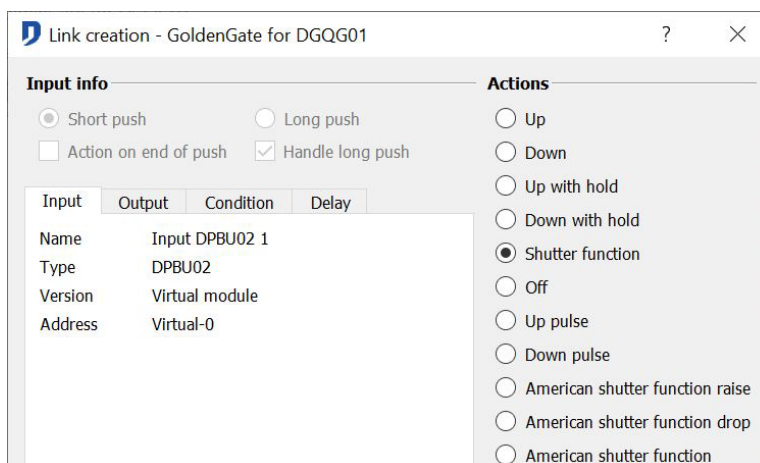 Link creation - GoldenGate for DGQG01
?
Input info
Short push
Long push
Action on end of push
Handle long push
Input
Output
Condition
Delay
Name
Input DPBU02 1
Type
DPBU02
Version
Virtual module
Address
Virtual-0
Actions
Up
Down
Up with hold
Down with hold
Shutter function
Off
Up pulse
Down pulse
American shutter function raise
American shutter function drop
American shutter function